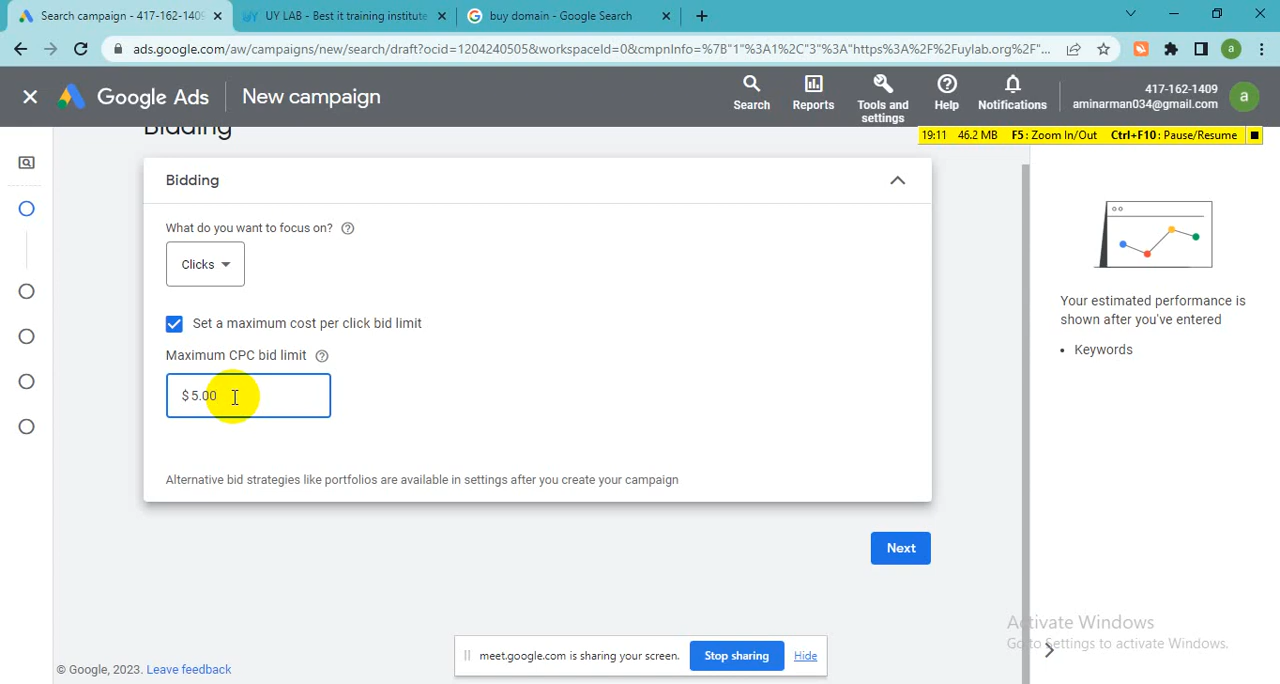 Search campaign - 417-162-1409
UY LAB - Best it training institute
buy domain - Google Search
ads.google.com/aw/campaigns/new/search/draft?ocid=1204240505&workspaceId=0&cmpnInfo=%7B"1"%3A1%2C"3"%3A"https%3A%2F%2Fuylab.org%2F"...
a
Google Ads
New campaign
Search
Reports
Tools and settings
Help
Notifications
417-162-1409
aminarman034@gmail.com
a
19:11 46.2 MB F5: Zoom In/Out Ctrl+F10: Pause/Resume
Bidding
Bidding
What do you want to focus on?
Clicks
Set a maximum cost per click bid limit
Maximum CPC bid limit
$ 5.00
Alternative bid strategies like portfolios are available in settings after you create your campaign
Next
Your estimated performance is
shown after you've entered
• Keywords
Activate Windows
Go to Settings to activate Windows.
meet.google.com is sharing your screen.
Stop sharing
Hide
© Google, 2023. Leave feedback